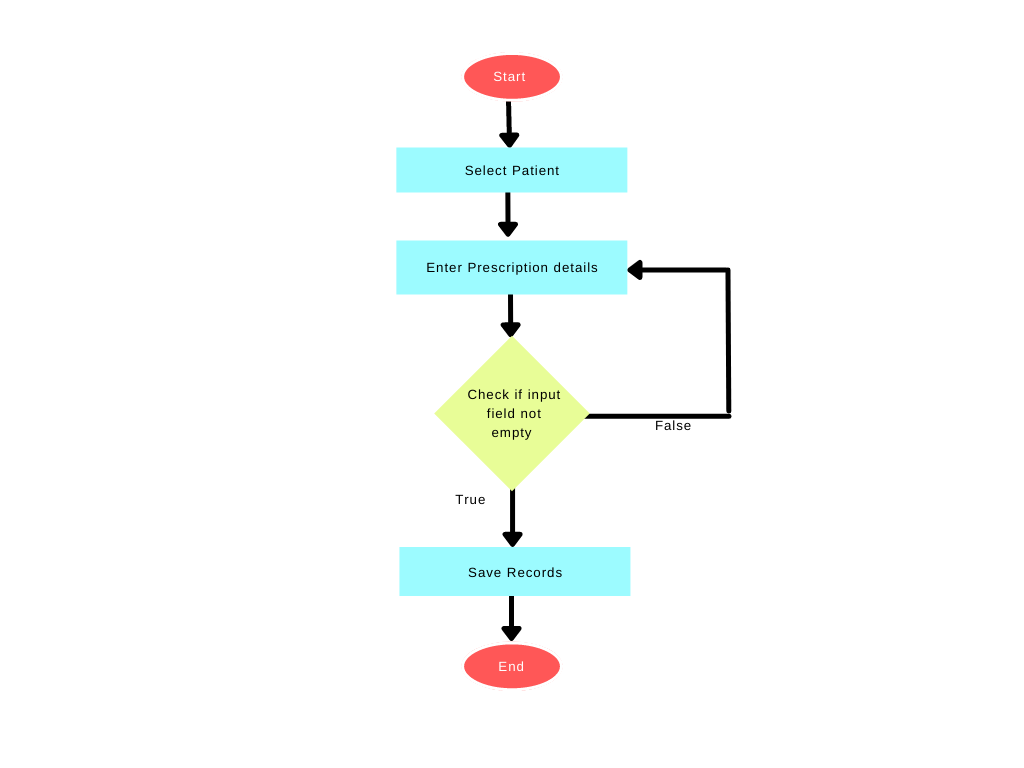 Start
Select Patient
Enter Prescription details
Check if input
field not
empty
False
True
Save Records
End